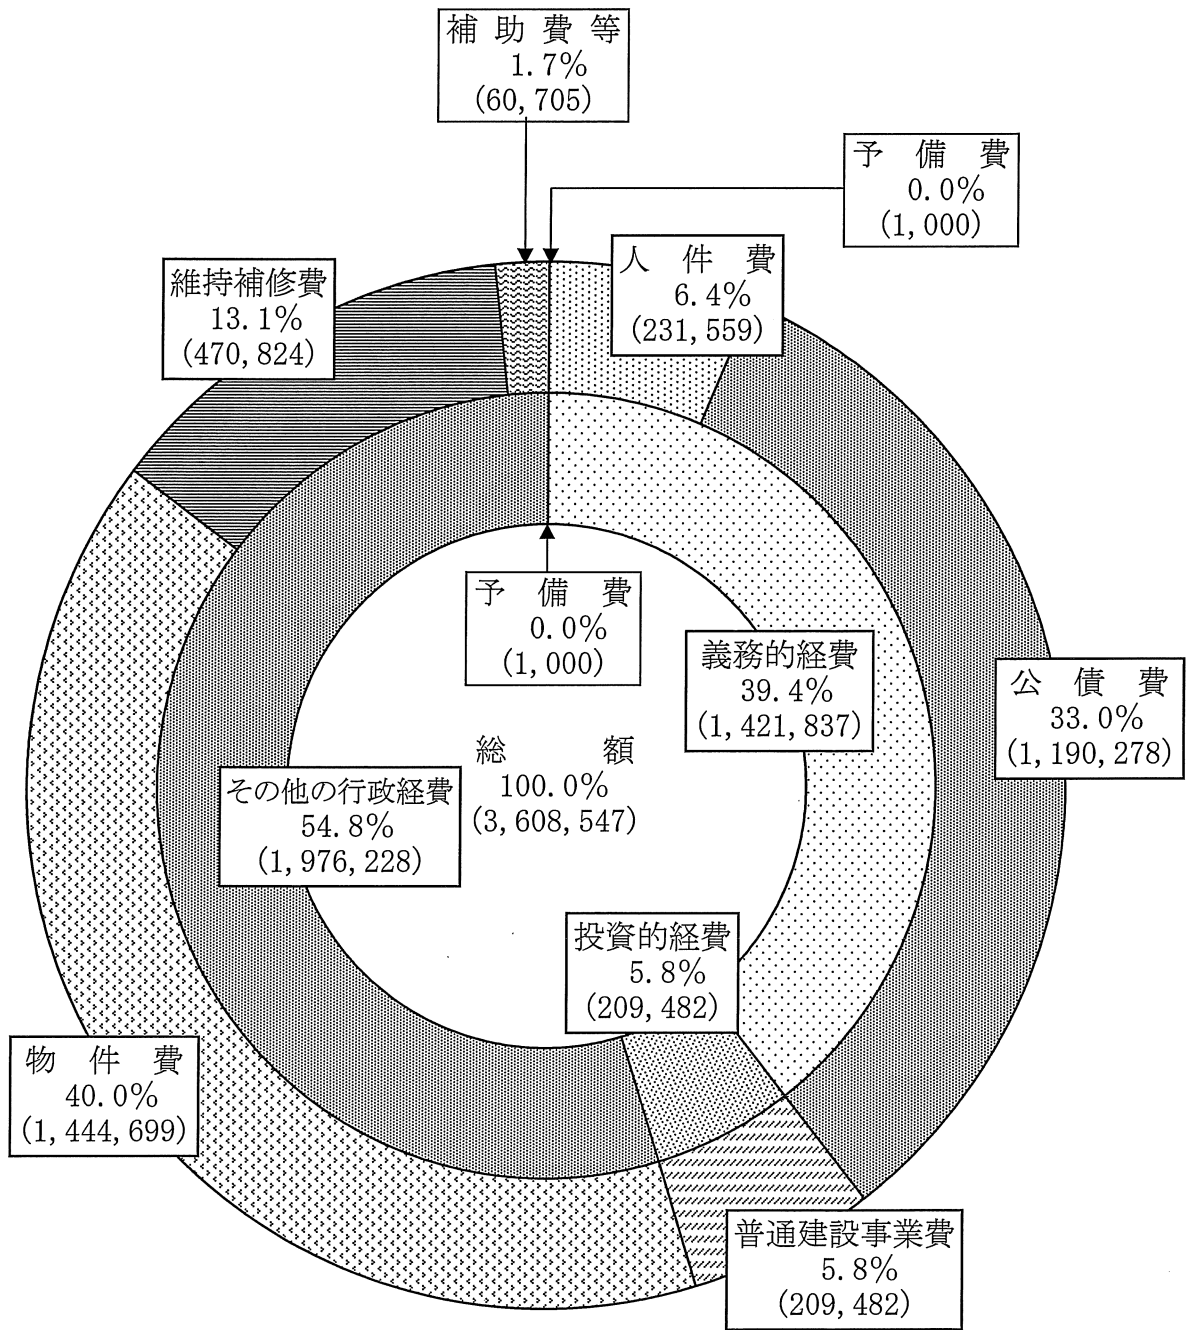 補助費等
1.7%
(60,705)
予備費
0.0%
(1,000)
人件費
6.4%
(231,559)
維持補修費
13.1%
(470,824)
予備費
0.0%
(1,000)
義務的経費
39.4%
(1,421,837)
公債費
33.0%
(1,190,278)
総額
100.0%
(3,608,547)
その他の行政経費
54.8%
(1,976,228)
投資的経費
5.8%
(209,482)
物件費
40.0%
(1,444,699)
普通建設事業費
5.8%
(209,482)